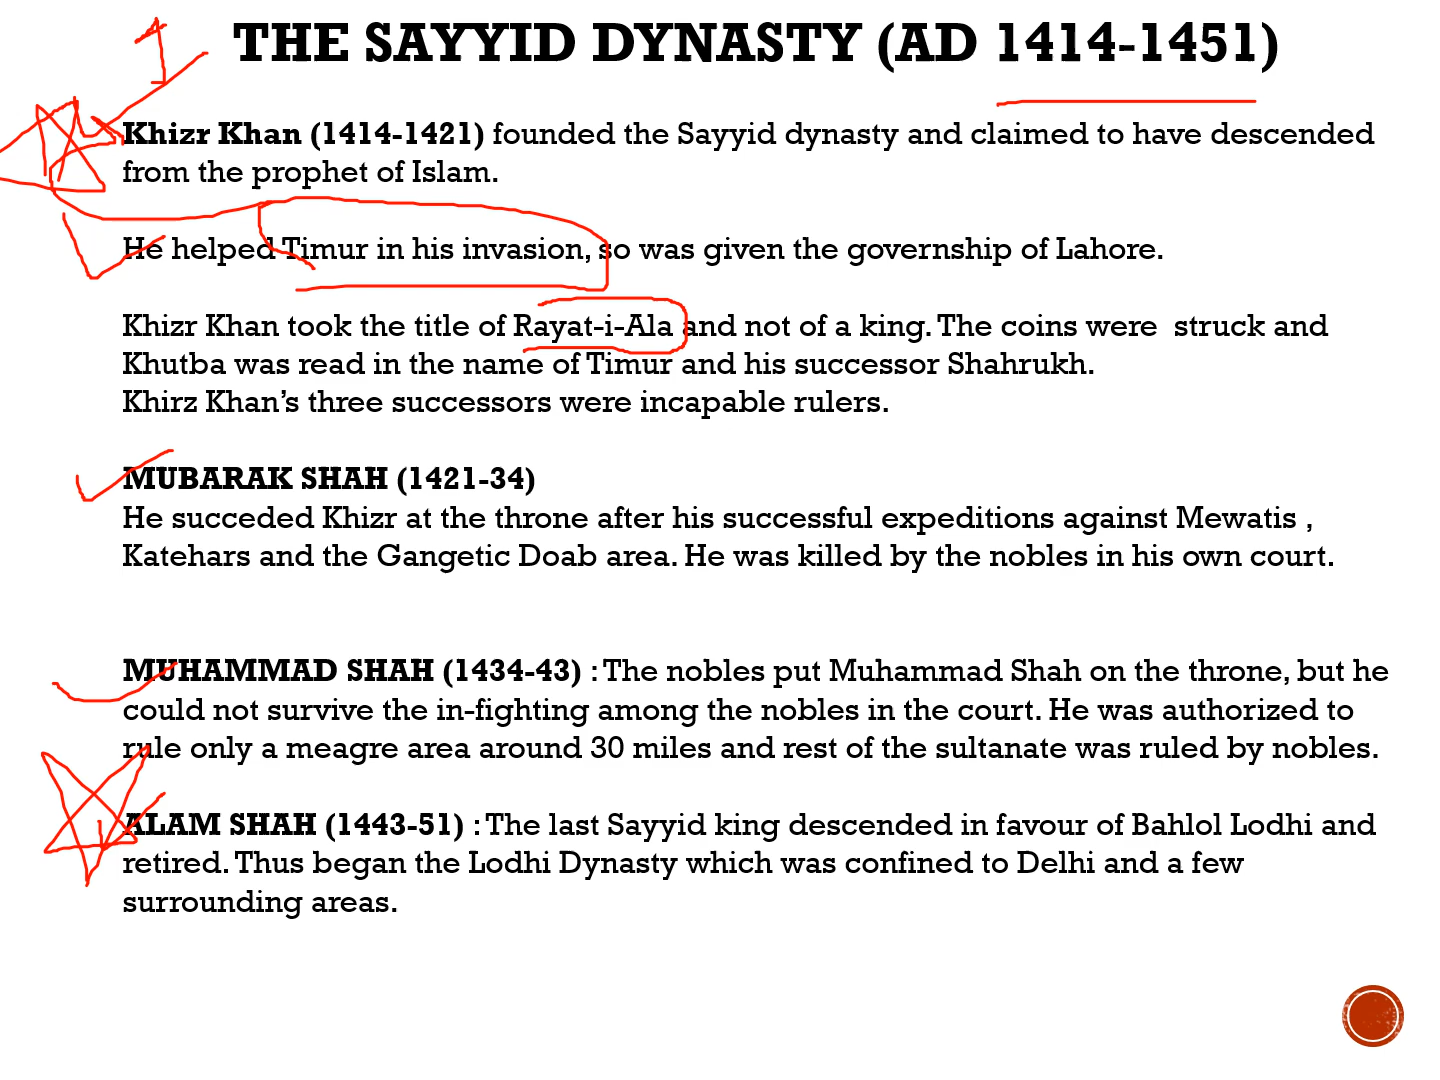 1
THE SAYYID DYNASTY (AD 1414-1451)
Khizr Khan (1414-1421) founded the Sayyid dynasty and claimed to have descended
from the prophet of Islam.
He helped Timur in his invasion, so was given the governship of Lahore.
Khizr Khan took the title of Rayat-i-Ala and not of a king. The coins were struck and
Khutba was read in the name of Timur and his successor Shahrukh.
Khirz Khan's three successors were incapable rulers.
MUBARAK SHAH (1421-34)
He succeded Khizr at the throne after his successful expeditions against Mewatis ,
Katehars and the Gangetic Doab area. He was killed by the nobles in his own court.
MUHAMMAD SHAH (1434-43) : The nobles put Muhammad Shah on the throne, but he
could not survive the in-fighting among the nobles in the court. He was authorized to
rule only a meagre area around 30 miles and rest of the sultanate was ruled by nobles.
ALAM SHAH (1443-51) : The last Sayyid king descended in favour of Bahlol Lodhi and
retired. Thus began the Lodhi Dynasty which was confined to Delhi and a few
surrounding areas.